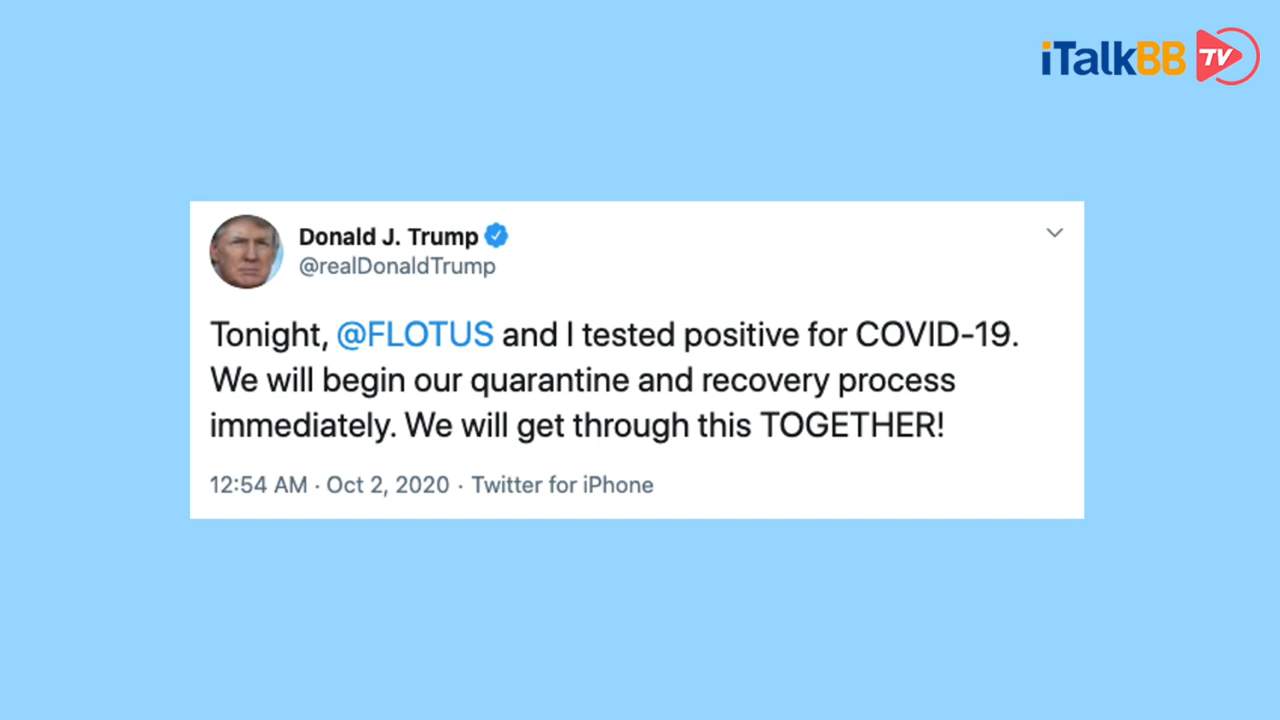 iTalkBB TV
Donald J. Trump
@realDonaldTrump
Tonight, @FLOTUS and I tested positive for COVID-19.
We will begin our quarantine and recovery process
immediately. We will get through this TOGETHER!
12:54 AM · Oct 2, 2020 · Twitter for iPhone